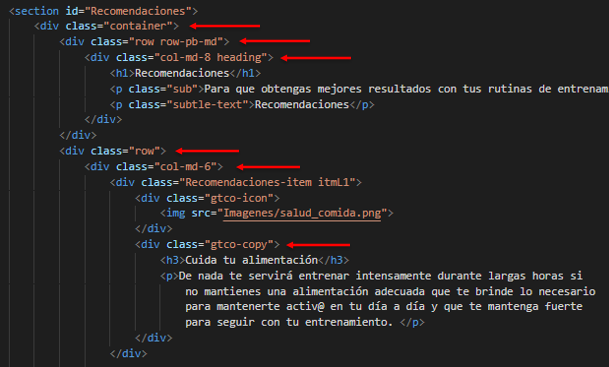 <section id="Recomendaciones">
<div class="container">
<div class="row row-pb-md">
<div class="col-md-8 heading">
<h1>Recomendaciones</h1>
<p class="sub">Para que obtengas mejores resultados con tus rutinas de entrenam
<p class="subtle-text">Recomendaciones</p>
</div>
</div>
<div class="row">
<div class="col-md-6">
<div class="Recomendaciones-item itmL1">
<div class="gtco-icon">
<img src="Imagenes/salud_comida.png">
</div>
<div class="gtco-copy">
<h3>Cuida tu alimentación</h3>
<p>De nada te servirá entrenar intensamente durante largas horas si
no mantienes una alimentación adecuada que te brinde lo necesario
para mantenerte activ@ en tu día a día y que te mantenga fuerte
para seguir con tu entrenamiento. </p>
</div>
</div>